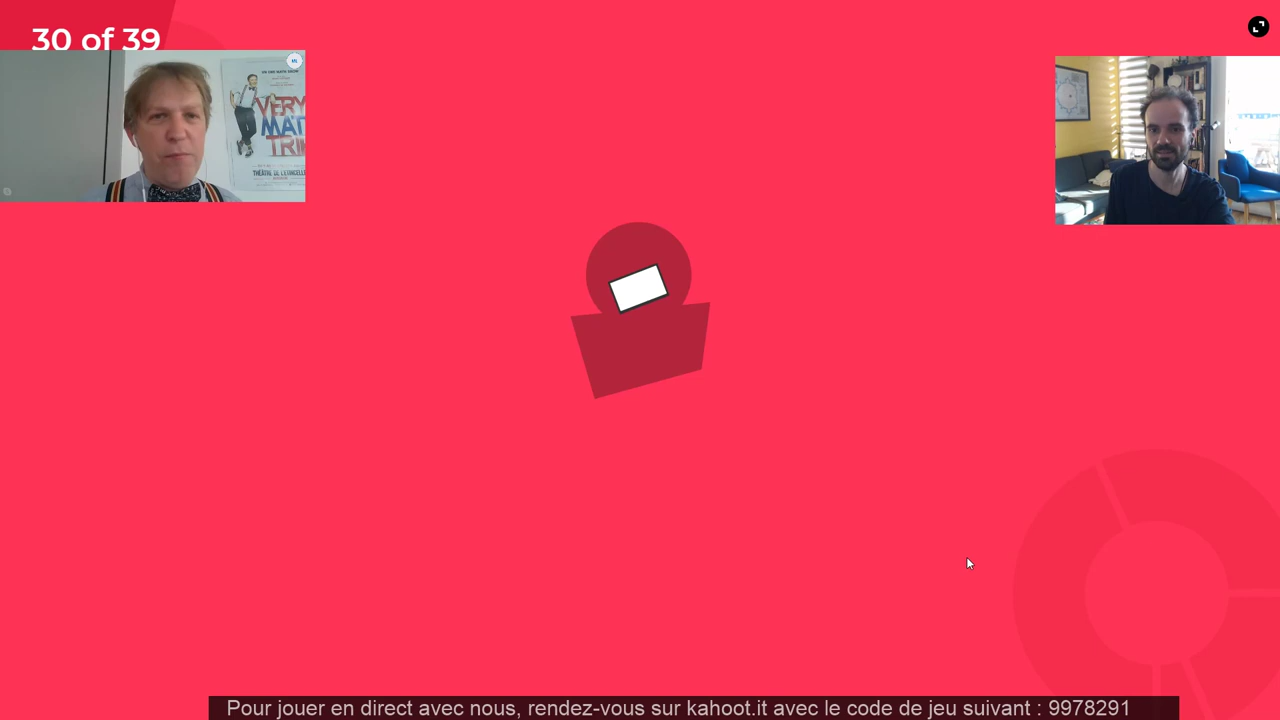 30 of 39
VERY
MAT
THÉÂTRE DE L'ÉTINCELLE
Pour jouer en direct avec nous, rendez-vous sur kahoot.it avec le code de jeu suivant : 9978291